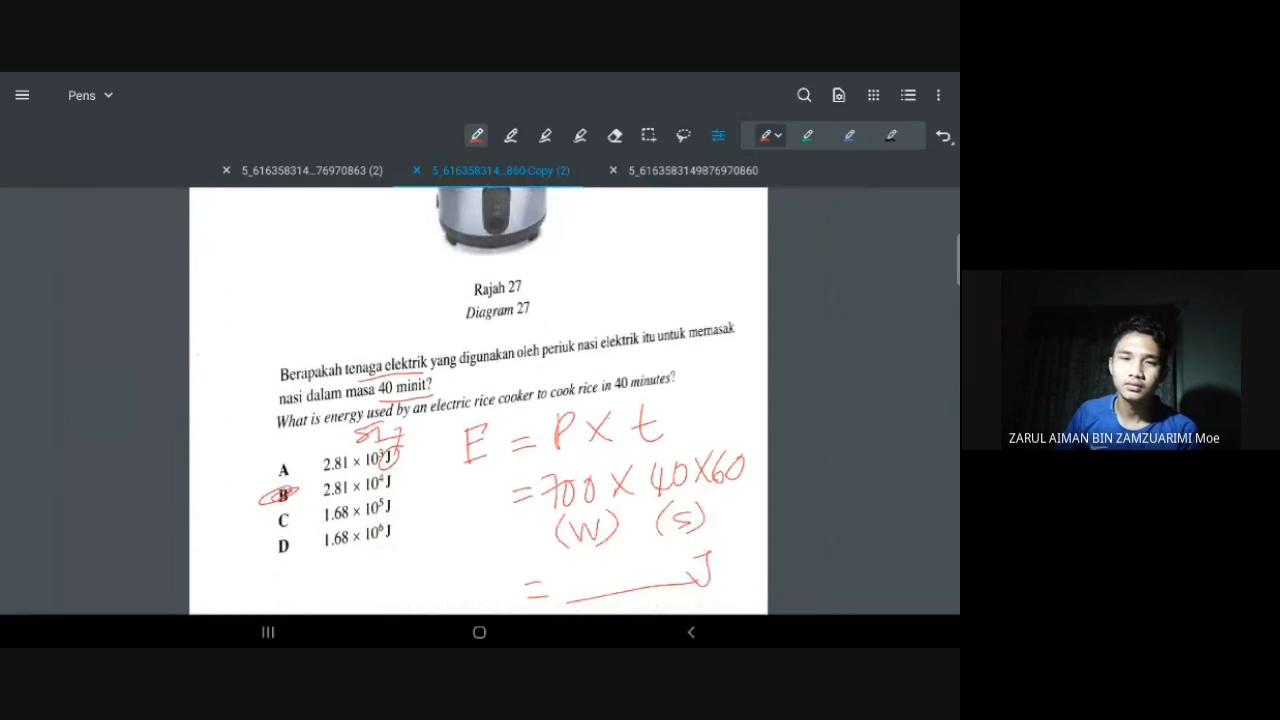 Pens
5_616358314...76970863 (2)
5_616358314...860-Copy (2)
5_6163583149876970860
Rajah 27
Diagram 27
Berapakah tenaga elektrik yang digunakan oleh periuk nasi elektrik itu untuk memasak
nasi dalam masa 40 minit?
What is energy used by an electric rice cooker to cook rice in 40 minutes?
A 2.81 × 10³ J
B 2.81 × 10⁴ J
C 1.68 × 10⁵ J
D 1.68 × 10⁶ J
E = P × t
= 700 × 40 × 60
(W) (s)
= ______ J
ZARUL AIMAN BIN ZAMZUARIMI Moe